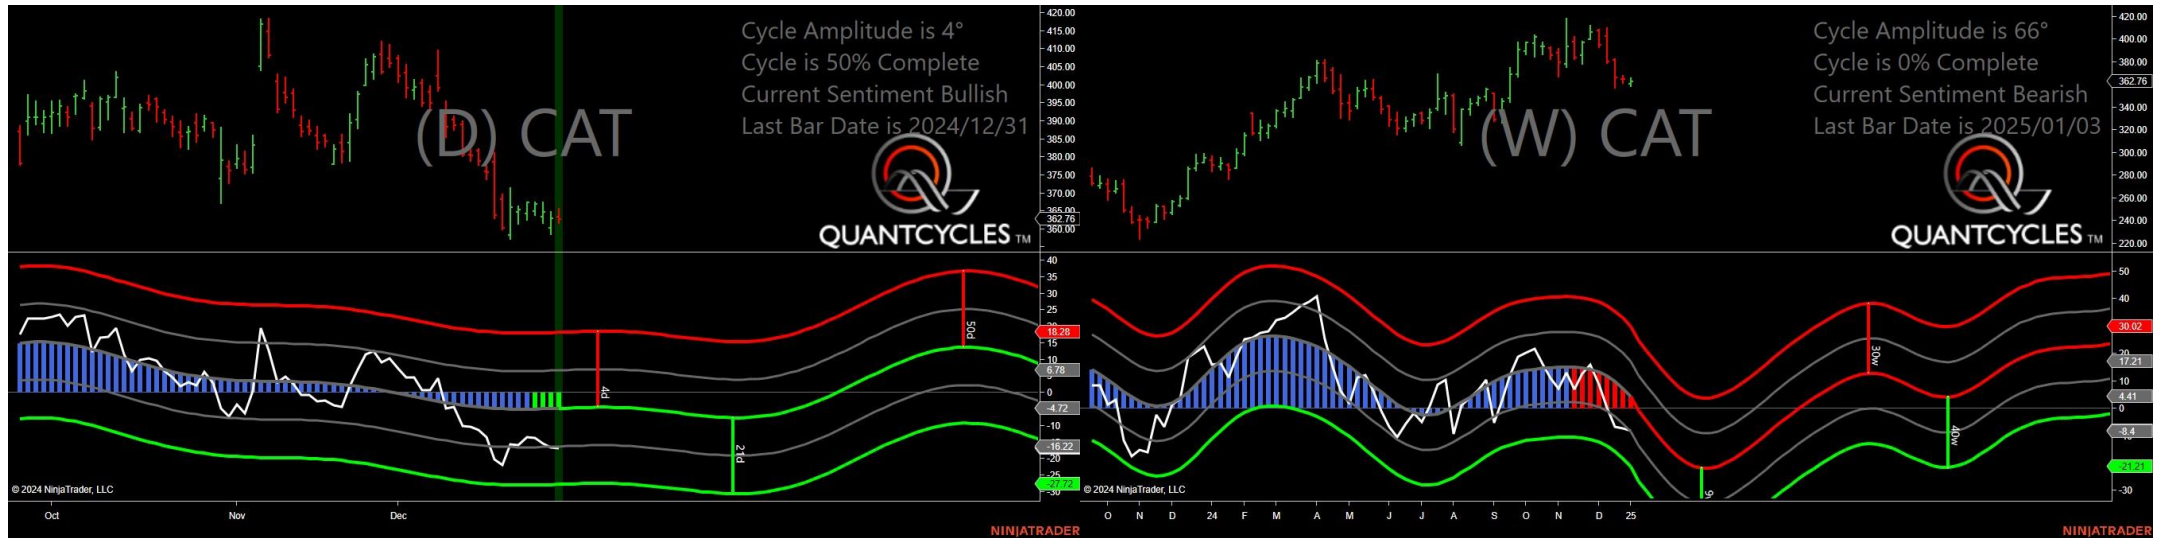 Cycle Amplitude is 4°
Cycle is 50% Complete
Current Sentiment Bullish
Last Bar Date is 2024/12/31
(D) CAT
QUANTCYCLES TM
420.00
415.00
410.00
405.00
400.00
395.00
390.00
385.00
380.00
375.00
370.00
365.00
362.76
360.00
40
35
30
25
20
18.28
15
10
6.78
5
0
-4.72
-10
-16.22
-20
-25
-27.72
-30
4d
21d
50d
© 2024 NinjaTrader, LLC
Oct Nov Dec
NINJATRADER
Cycle Amplitude is 66°
Cycle is 0% Complete
Current Sentiment Bearish
Last Bar Date is 2025/01/03
(W) CAT
QUANTCYCLES TM
420.00
400.00
380.00
362.76
340.00
320.00
300.00
280.00
260.00
240.00
220.00
50
40
30.02
17.21
10
4.41
0
-8.4
-21.21
-30
30w
40w
© 2024 NinjaTrader, LLC
O N D 24 F M A M J J A S O N D 25
NINJATRADER